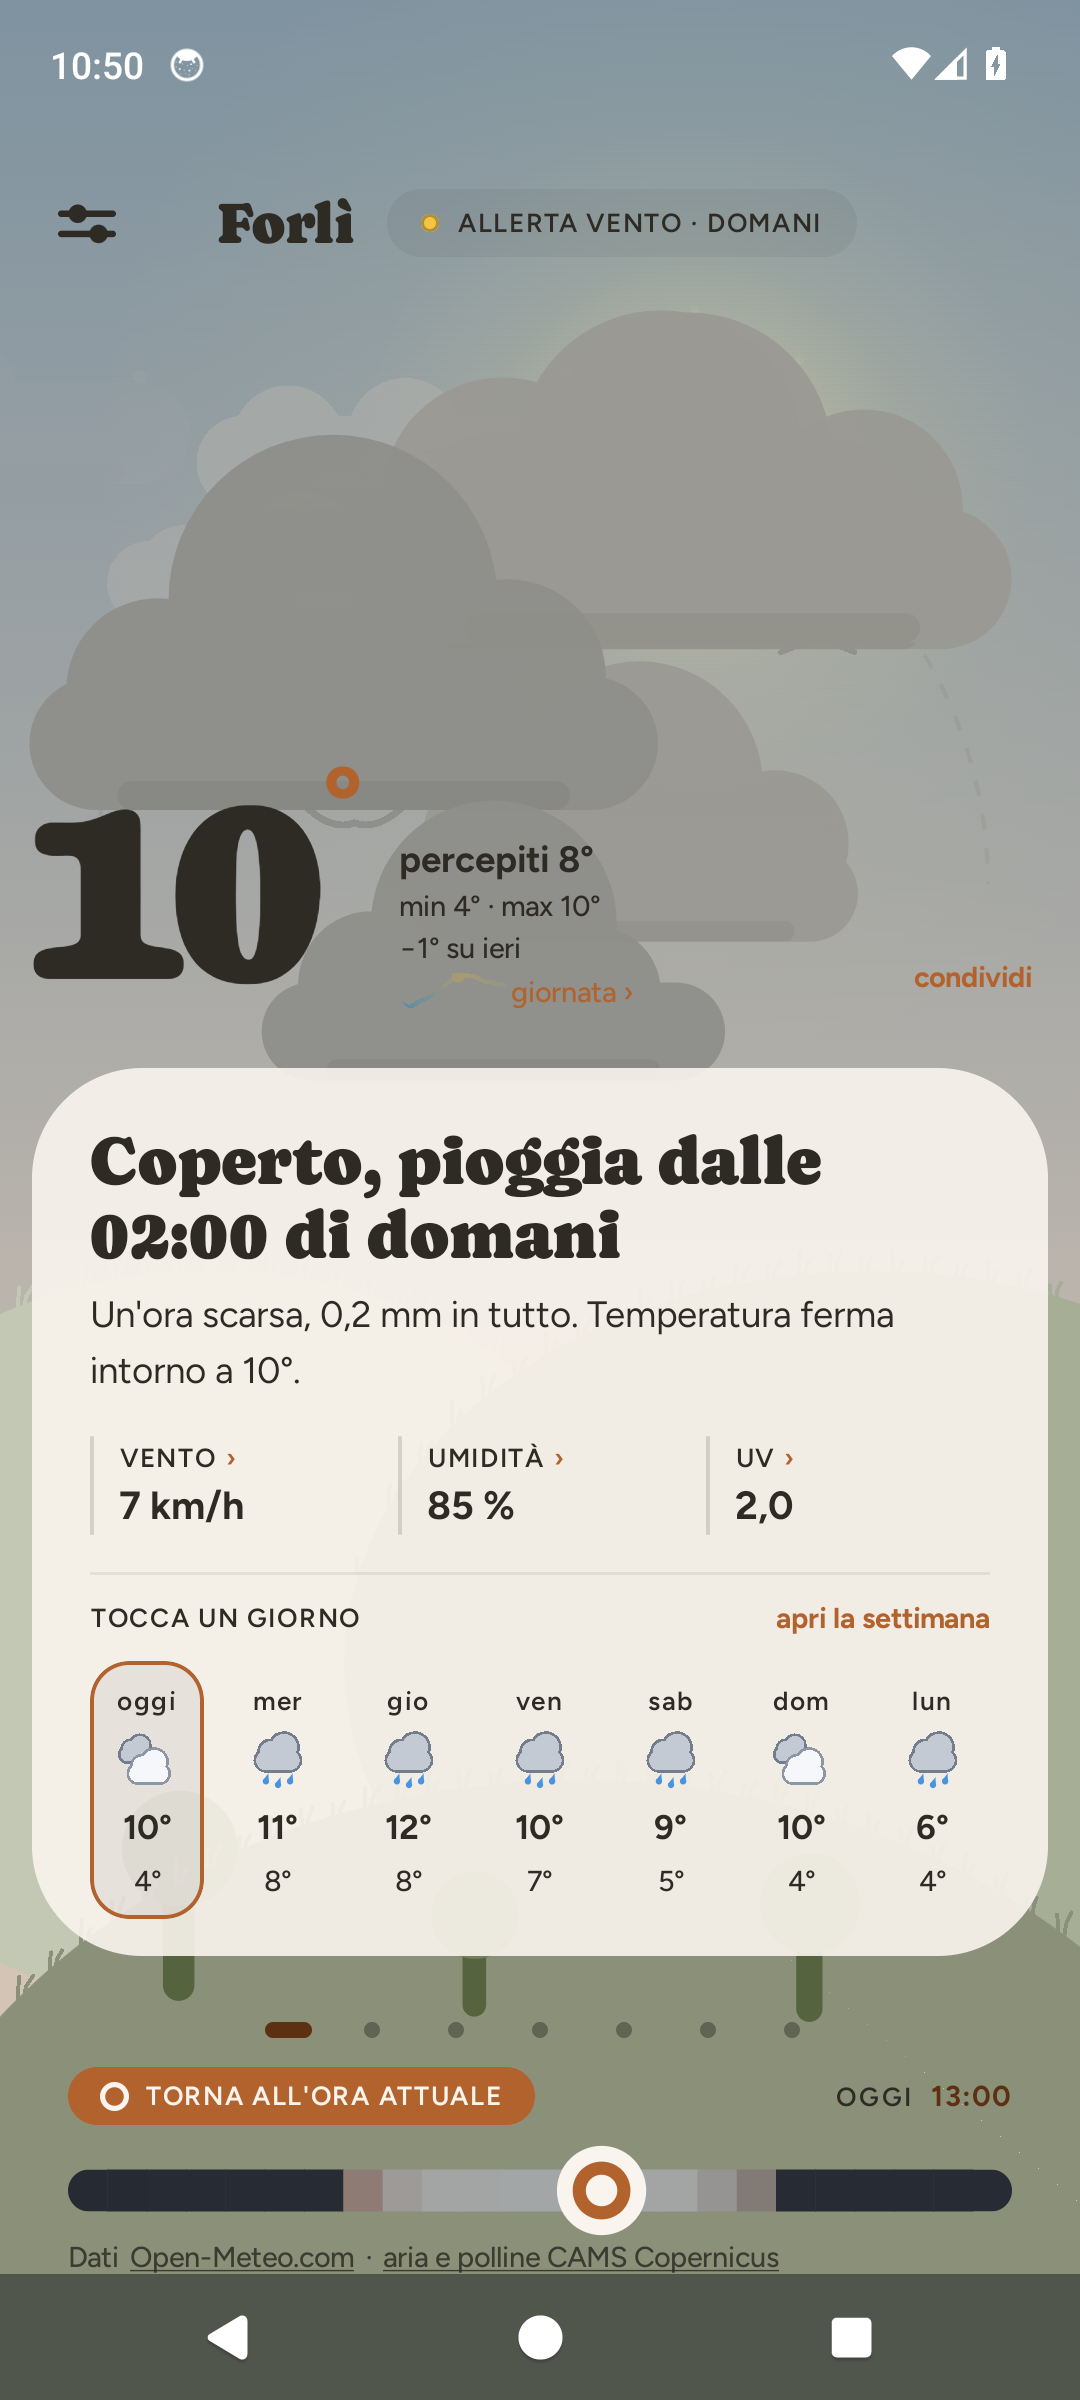 10:50
Forlì
ALLERTA VENTO · DOMANI
10
percepiti 8°
min 4° · max 10°
−1° su ieri
giornata ›
condividi
Coperto, pioggia dalle
02:00 di domani
Un'ora scarsa, 0,2 mm in tutto. Temperatura ferma
intorno a 10°.
VENTO › UMIDITÀ › UV ›
7 km/h 85 % 2,0
TOCCA UN GIORNO apri la settimana
oggi mer gio ven sab dom lun
10° 11° 12° 10° 9° 10° 6°
4° 8° 8° 7° 5° 4° 4°
TORNA ALL'ORA ATTUALE OGGI 13:00
Dati Open-Meteo.com · aria e polline CAMS Copernicus